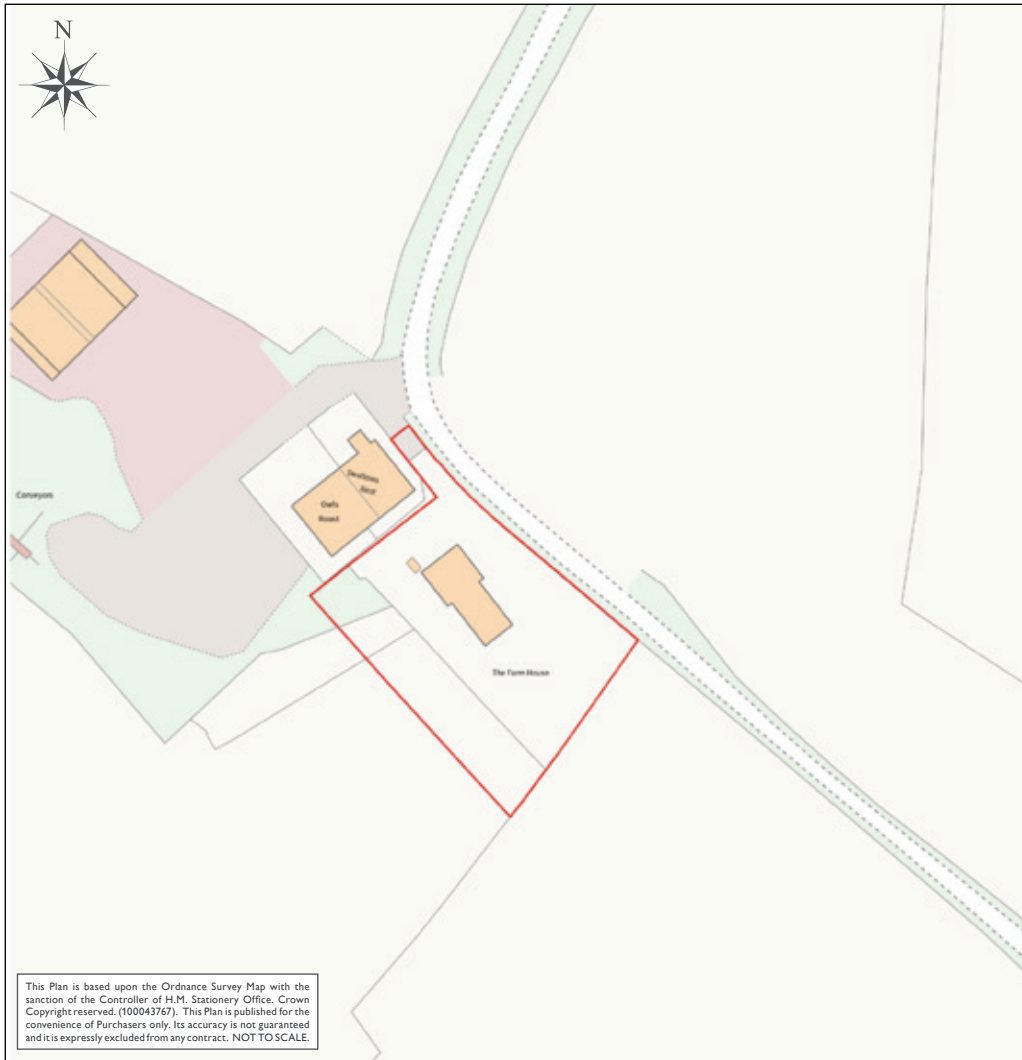 N
Swallows
Nest
Owls
Roost
Conveyors
The Farm House
This Plan is based upon the Ordnance Survey Map with the
sanction of the Controller of H.M. Stationery Office. Crown
Copyright reserved. (100043767). This Plan is published for the
convenience of Purchasers only. Its accuracy is not guaranteed
and it is expressly excluded from any contract. NOT TO SCALE.